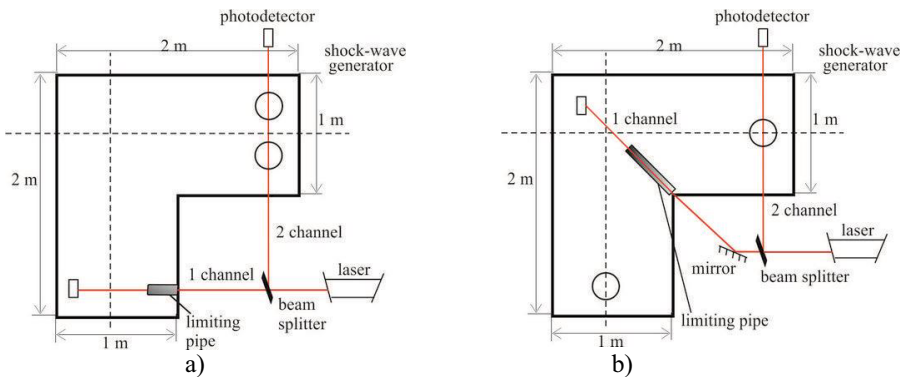 photodetector
2 m
shock-wave
generator
1 m
2 m
2 channel
1 channel
laser
beam
splitter
limiting
pipe
1 m
a)
photodetector
2 m
shock-wave
generator
1 channel
1 m
2 m
2 channel
laser
mirror
beam splitter
limiting
pipe
1 m
b)